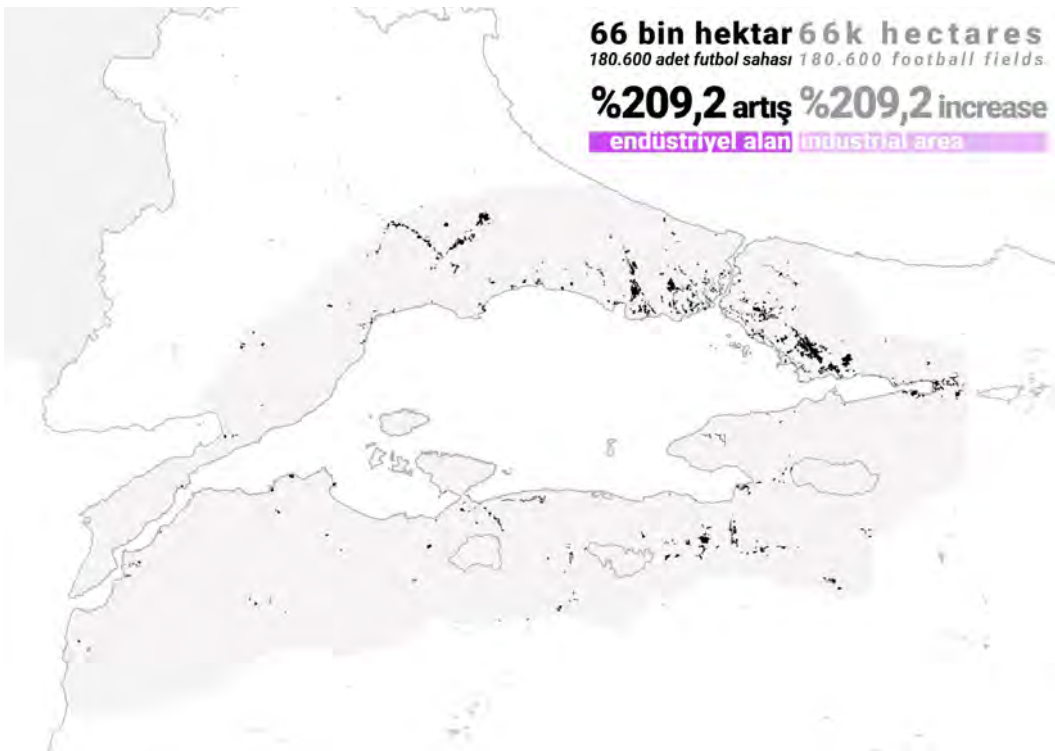 66 bin hektar 66k hectares
180.600 adet futbol sahası 180.600 football fields
%209,2 artış %209,2 increase
endüstriyel alan industrial area